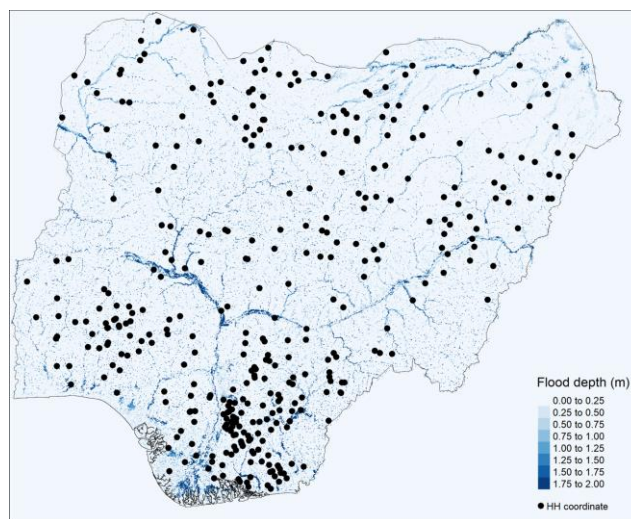 Flood depth (m)
0.00 to 0.25
0.25 to 0.50
0.50 to 0.75
0.75 to 1.00
1.00 to 1.25
1.25 to 1.50
1.50 to 1.75
1.75 to 2.00
HH coordinate